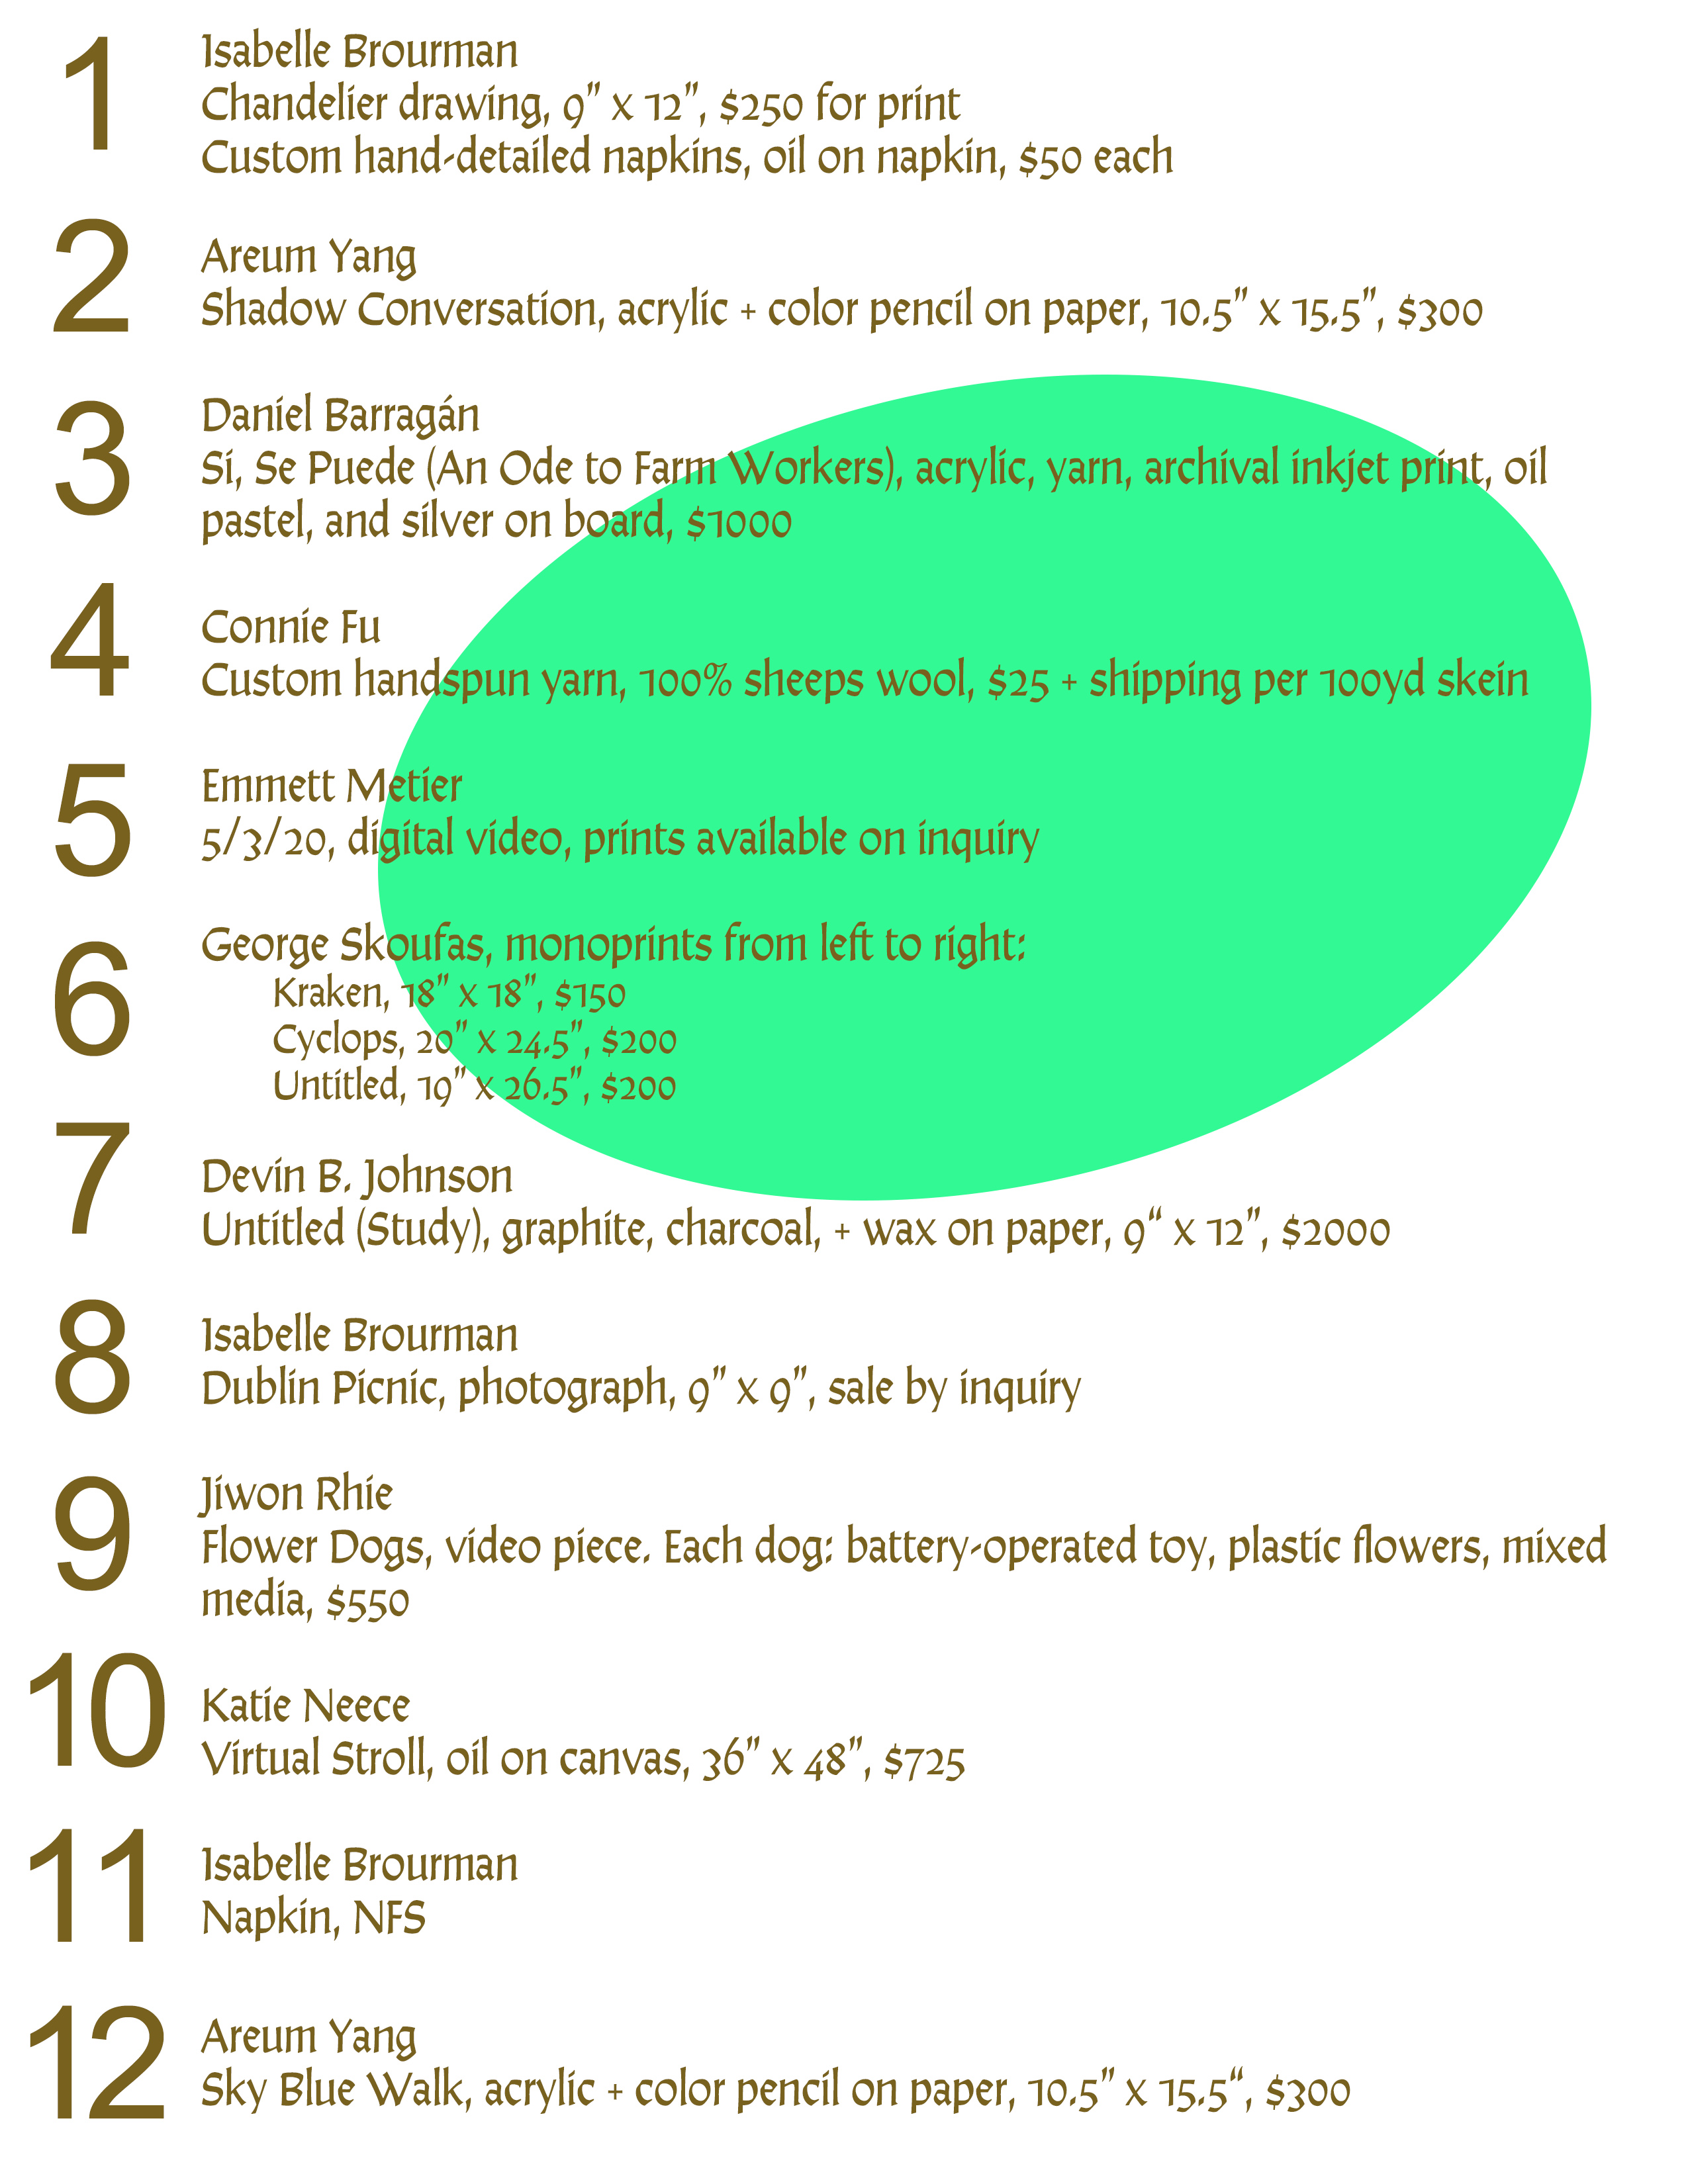 1
Isabelle Brourman
Chandelier drawing, 9" x 12", $250 for print
Custom hand-detailed napkins, oil on napkin, $50 each
2
Areum Yang
Shadow Conversation, acrylic + color pencil on paper, 10.5" x 15.5", $300
3
Daniel Barragán
Si, Se Puede (An Ode to Farm Workers), acrylic, yarn, archival inkjet print, oil
pastel, and silver on board, $1000
4
Connie Fu
Custom handspun yarn, 100% sheeps wool, $25 + shipping per 100yd skein
5
Emmett Metier
5/3/20, digital video, prints available on inquiry
6
George Skoufas, monoprints from left to right:
Kraken, 18" x 18", $150
Cyclops, 20" x 24.5", $200
Untitled, 19" x 26.5", $200
7
Devin B. Johnson
Untitled (Study), graphite, charcoal, + wax on paper, 9“ x 12”, $2000
8
Isabelle Brourman
Dublin Picnic, photograph, 9" x 9", sale by inquiry
9
Jiwon Rhie
Flower Dogs, video piece. Each dog: battery-operated toy, plastic flowers, mixed
media, $550
10
Katie Neece
Virtual Stroll, oil on canvas, 36" x 48", $725
11
Isabelle Brourman
Napkin, NFS
12
Areum Yang
Sky Blue Walk, acrylic + color pencil on paper, 10.5” x 15.5“, $300